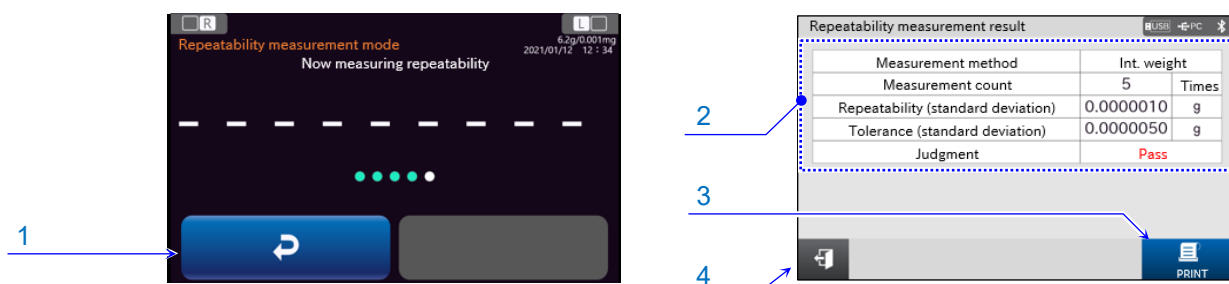 R
L
Repeatability measurement mode
6.2g/0.001mg
2021/01/12 12:34
Now measuring repeatability
1
Repeatability measurement result
USB PC
Measurement method Int. weight
Measurement count 5 Times
Repeatability (standard deviation) 0.0000010 g
Tolerance (standard deviation) 0.0000050 g
Judgment Pass
2
3
4
PRINT